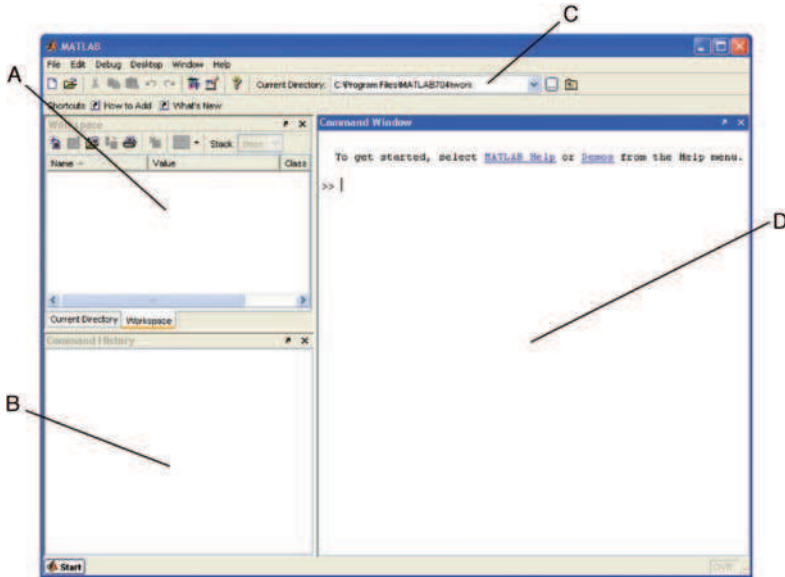 C
MATLAB
File Edit Debug Desktop Window Help
A
Current Directory: C:\Program Files\MATLAB704\work
Shortcuts How to Add What's New
Workspace
Command Window
Stack: Base
To get started, select MATLAB Help or Demos from the Help menu.
Name Value Class
>>
D
Current Directory Workspace
Command History
B
Start
OVR